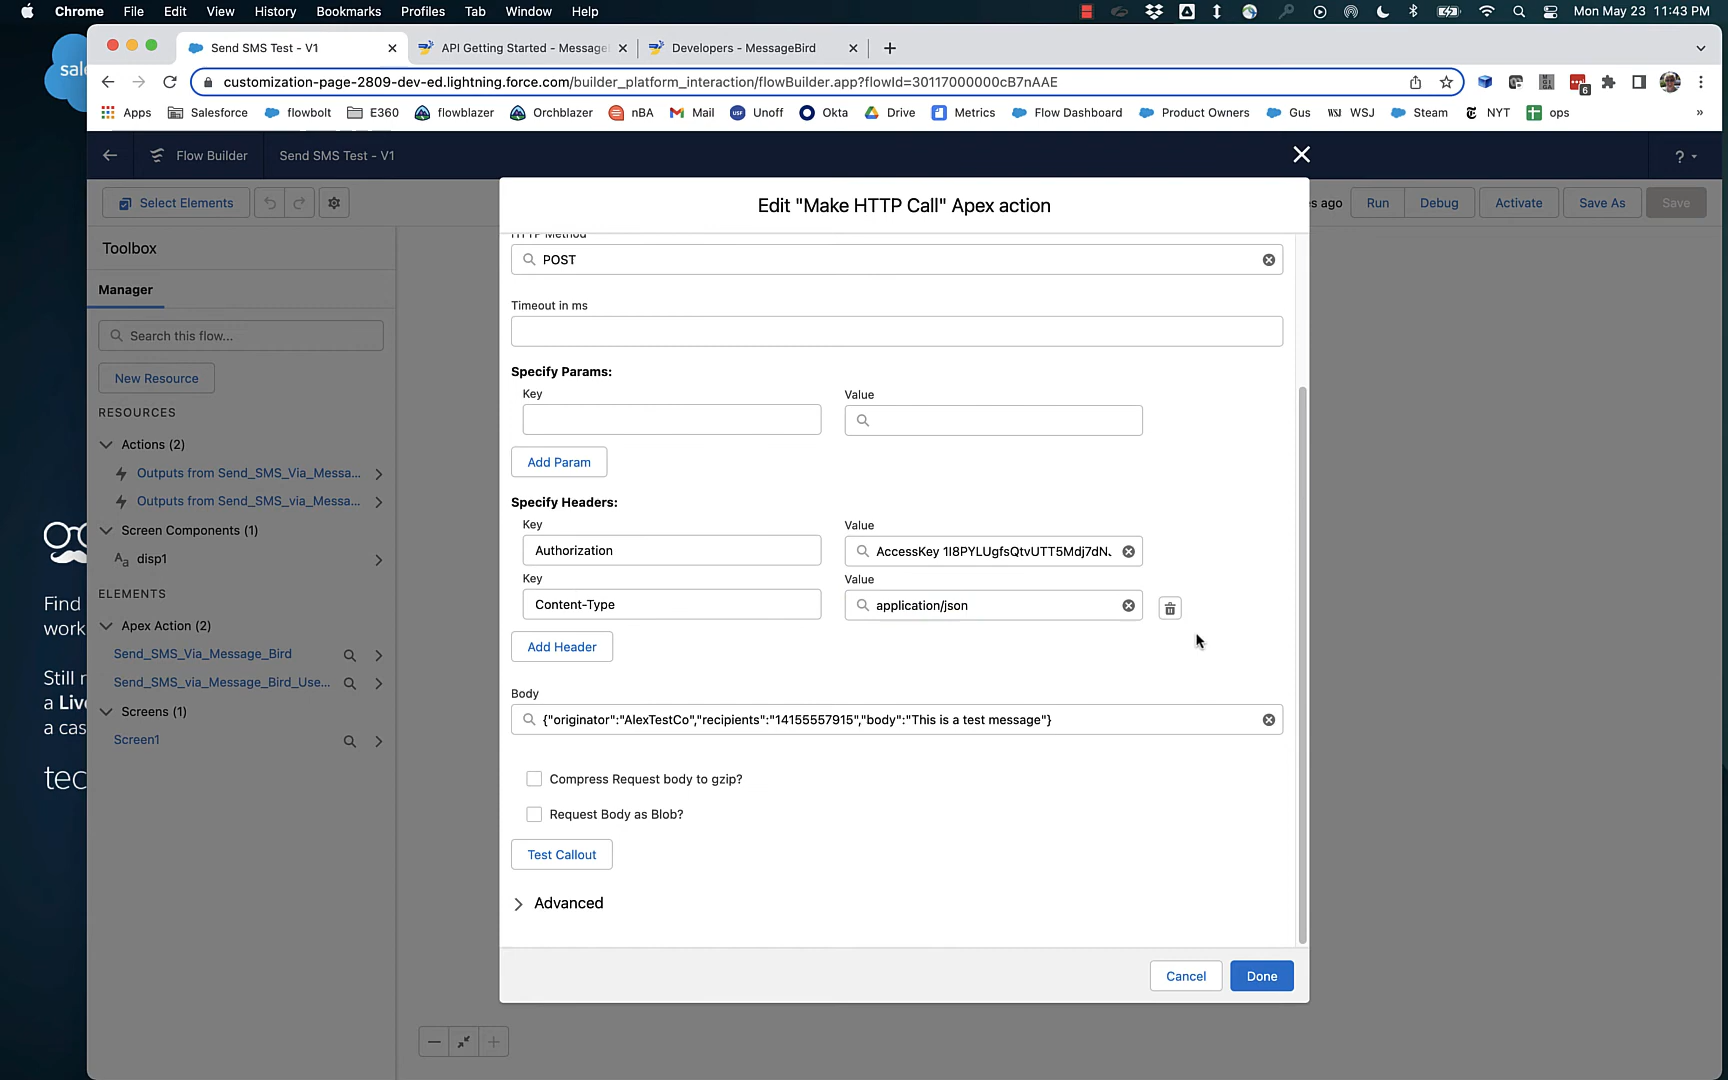 Chrome File Edit View History Bookmarks Profiles Tab Window Help Mon May 23 11:43 PM
Send SMS Test - V1
API Getting Started - Message
Developers - MessageBird
customization-page-2809-dev-ed.lightning.force.com/builder_platform_interaction/flowBuilder.app?flowId=30117000000cB7nAAE
6
Apps Salesforce flowbolt E360 flowblazer Orchblazer nBA Mail Unoff Okta Drive Metrics Flow Dashboard Product Owners Gus WSJ WSJ Steam NYT ops »
Flow Builder Send SMS Test - V1 ?
Select Elements
s ago Run Debug Activate Save As Save
Toolbox
Manager
Search this flow...
New Resource
RESOURCES
Actions (2)
Outputs from Send_SMS_Via_Messa...
Outputs from Send_SMS_via_Messa...
Screen Components (1)
disp1
ELEMENTS
Apex Action (2)
Send_SMS_Via_Message_Bird
Send_SMS_via_Message_Bird_Use...
Screens (1)
Screen1
sale
Find
work
Still
a Liv
a cas
tec
Edit "Make HTTP Call" Apex action
HTTP Method
POST
Timeout in ms
Specify Params:
Key Value
Add Param
Specify Headers:
Key Value
Authorization AccessKey 1I8PYLUgfsQtvUTT5Mdj7dN
Key Value
Content-Type application/json
Add Header
Body
{"originator":"AlexTestCo","recipients":"14155557915","body":"This is a test message"}
Compress Request body to gzip?
Request Body as Blob?
Test Callout
Advanced
Cancel Done